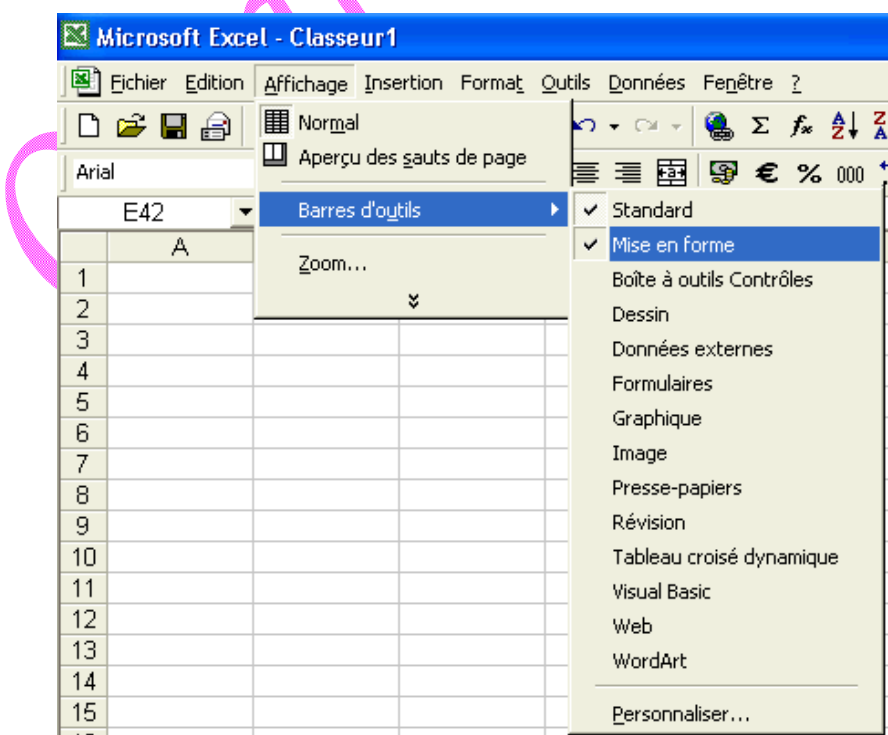 Microsoft Excel - Classeur1
Fichier Edition Affichage Insertion Format Outils Données Fenêtre ?
Normal
Aperçu des sauts de page
Barres d'outils
Zoom...
Σ fx A Z Z A
Arial
€ % 000
E42
Standard
Mise en forme
Boîte à outils Contrôles
Dessin
Données externes
Formulaires
Graphique
Image
Presse-papiers
Révision
Tableau croisé dynamique
Visual Basic
Web
WordArt
Personnaliser...
A
1
2
3
4
5
6
7
8
9
10
11
12
13
14
15